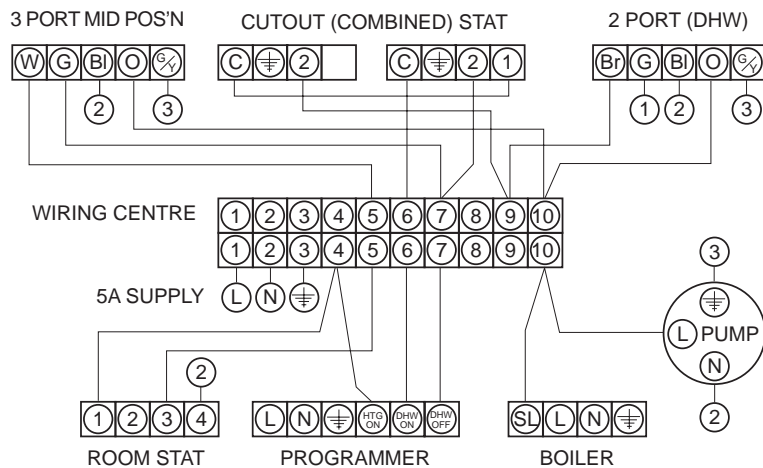 3 PORT MID POS'N CUTOUT (COMBINED) STAT 2 PORT (DHW)
W G Bl O G/Y C 2 C 2 1 Br G Bl O G/Y
2 3 1 2 3
WIRING CENTRE 1 2 3 4 5 6 7 8 9 10
1 2 3 4 5 6 7 8 9 10
5A SUPPLY L N
3
L PUMP
N
2
2
1 2 3 4 L N HTG ON DHW ON DHW OFF SL L N
ROOM STAT PROGRAMMER BOILER